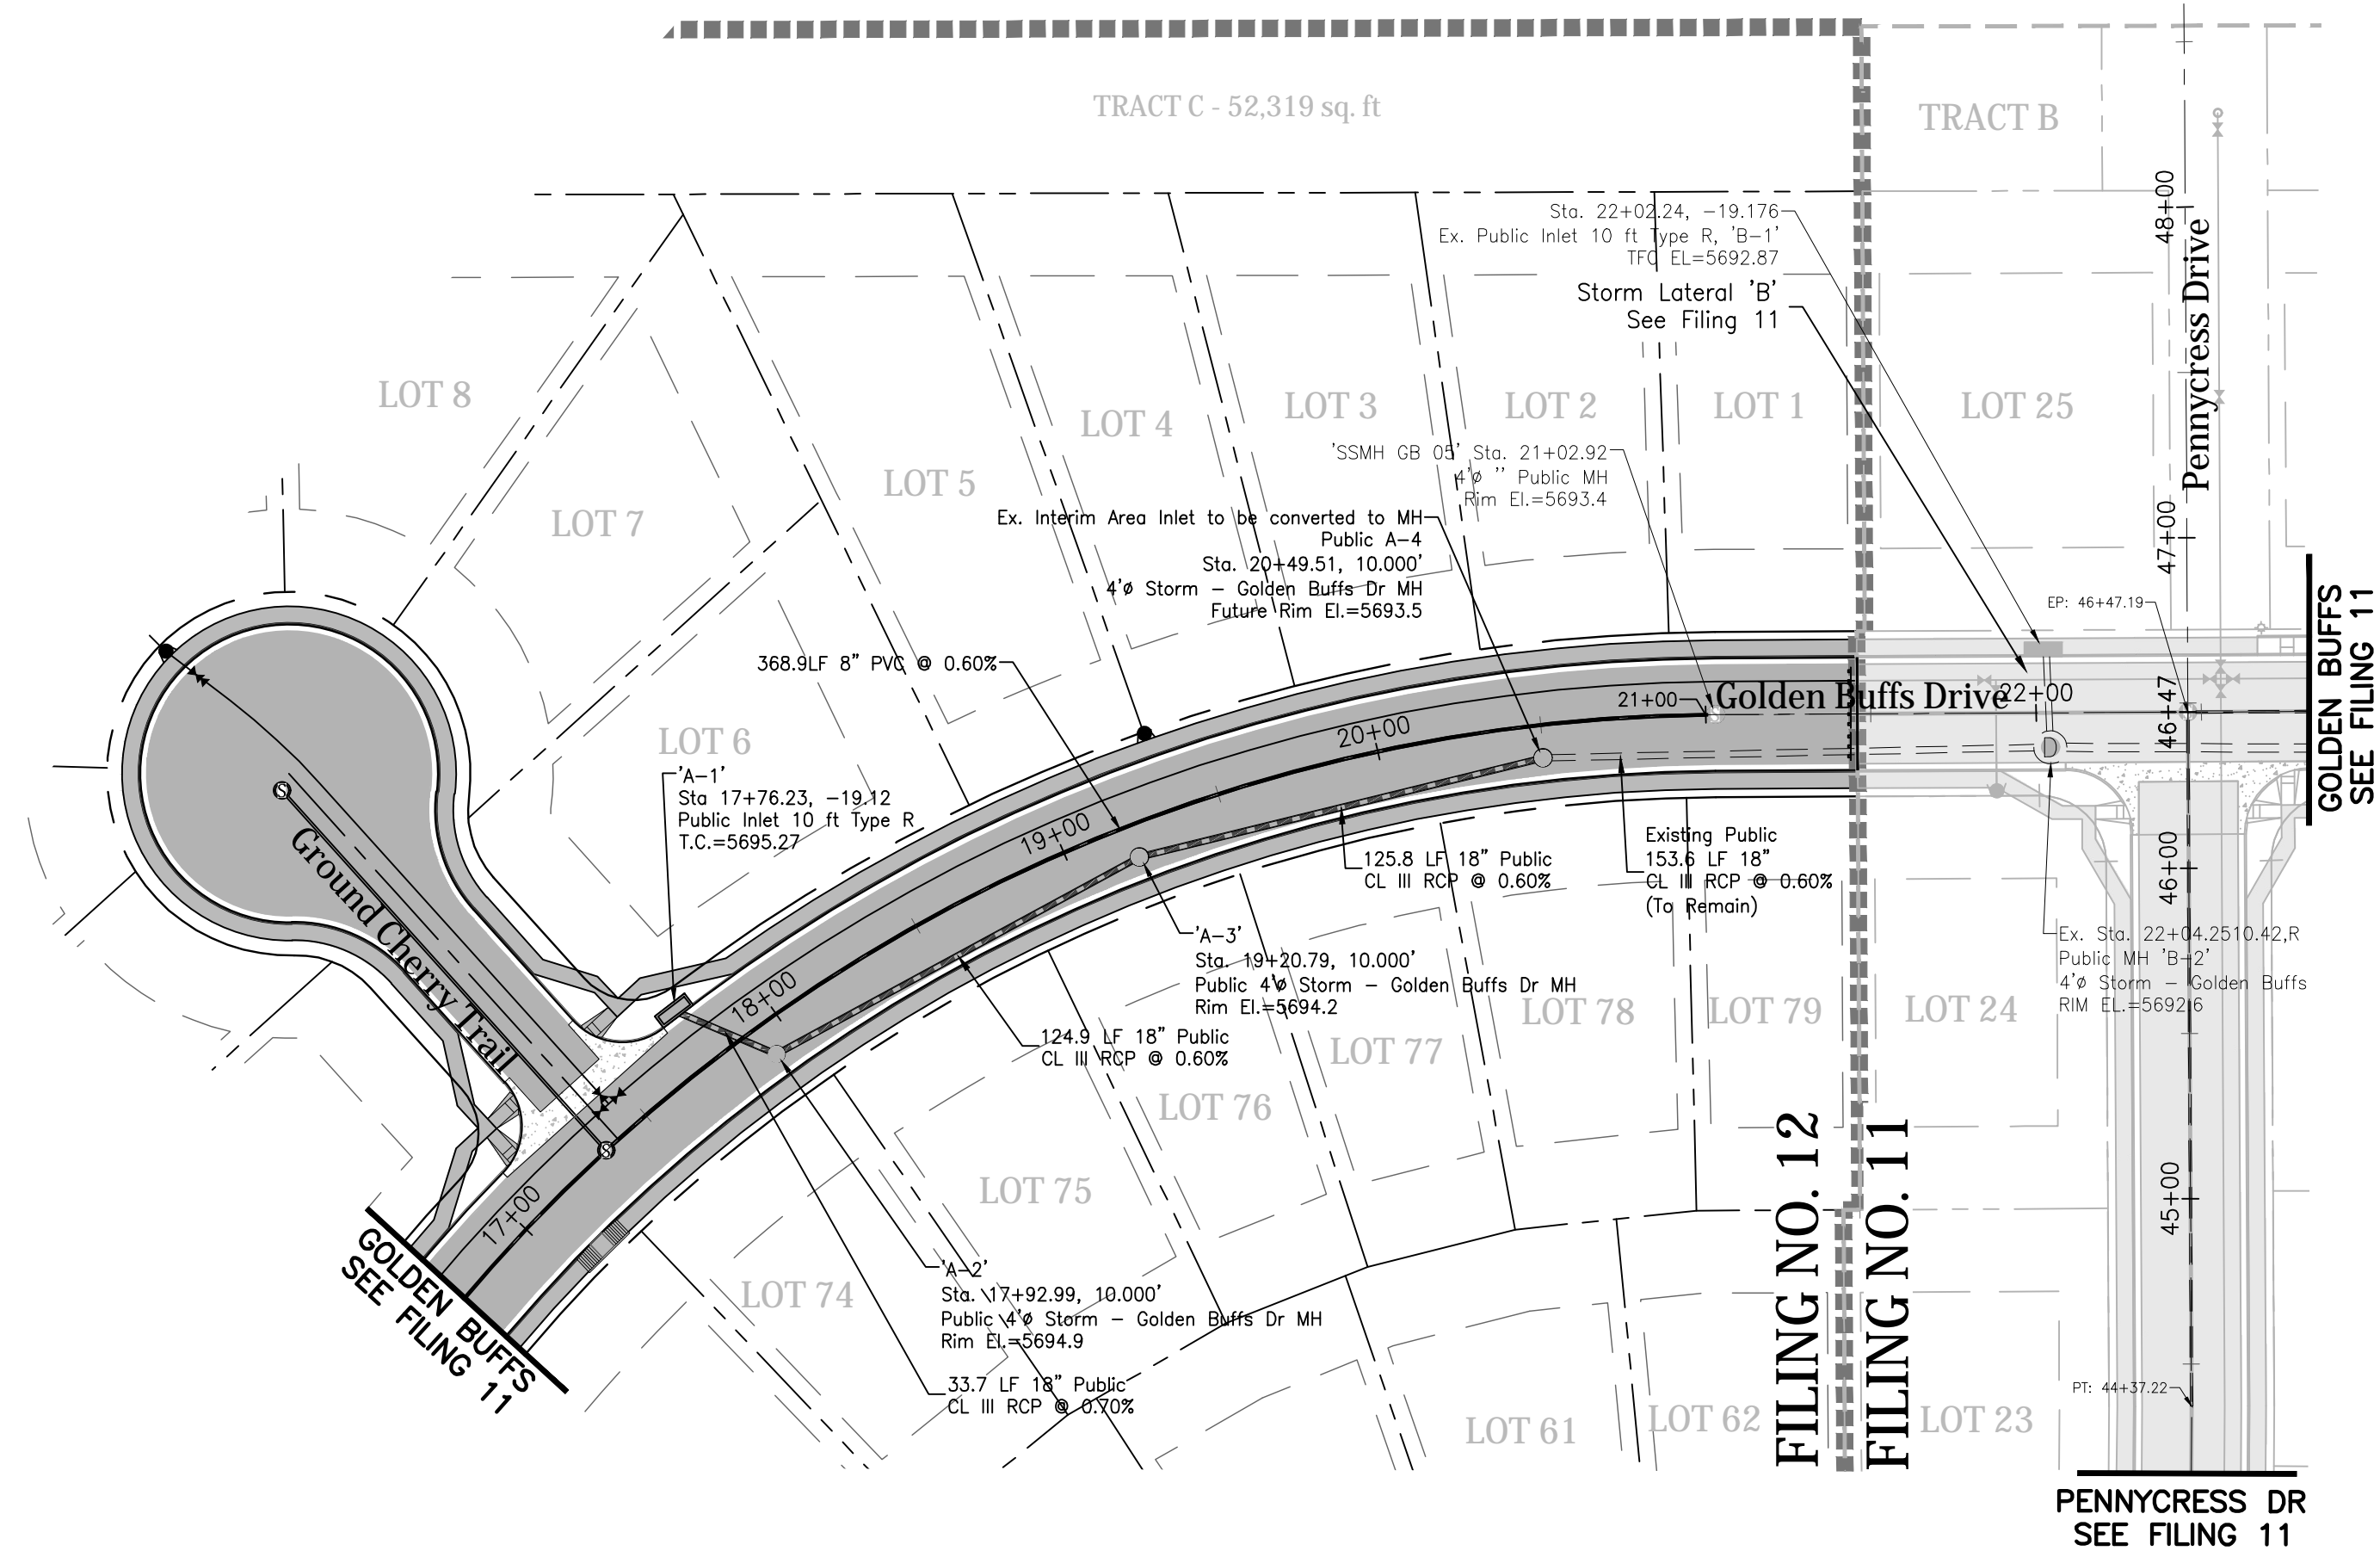 TRACT C - 52,319 sq. ft
TRACT B
48+00
Pennycress Drive
Sta. 22+02.24, -19.176
Ex. Public Inlet 10 ft Type R, 'B-1'
TFC EL=5692.87
Storm Lateral 'B'
See Filing 11
LOT 8
LOT 7
LOT 6
LOT 5
LOT 4
LOT 3
LOT 2
LOT 1
LOT 25
'SSMH GB 05' Sta. 21+02.92
4'ø " Public MH
Rim El.=5693.4
Ex. Interim Area Inlet to be converted to MH
Public A-4
Sta. 20+49.51, 10.000'
4'ø Storm - Golden Buffs Dr MH
Future Rim El.=5693.5
47+00
EP: 46+47.19
46+47
GOLDEN BUFFS
SEE FILING 11
368.9LF 8" PVC @ 0.60%
21+00
Golden Buffs Drive
22+00
20+00
19+00
18+00
17+00
D
S
S
'A-1'
Sta 17+76.23, -19.12
Public Inlet 10 ft Type R
T.C.=5695.27
Ground Cherry Trail
125.8 LF 18" Public
CL III RCP @ 0.60%
Existing Public
153.6 LF 18"
CL III RCP @ 0.60%
(To Remain)
46+00
'A-3'
Sta. 19+20.79, 10.000'
Public 4'ø Storm - Golden Buffs Dr MH
Rim El.=5694.2
Ex. Sta. 22+04.2510.42,R
Public MH 'B-2'
4'ø Storm - Golden Buffs
RIM EL.=5692.6
124.9 LF 18" Public
CL III RCP @ 0.60%
LOT 74
LOT 75
LOT 76
LOT 77
LOT 78
LOT 79
LOT 24
45+00
FILING NO. 12
FILING NO. 11
GOLDEN BUFFS
SEE FILING 11
'A-2'
Sta. 17+92.99, 10.000'
Public 4'ø Storm - Golden Buffs Dr MH
Rim El.=5694.9
33.7 LF 18" Public
CL III RCP @ 0.70%
PT: 44+37.22
LOT 61
LOT 62
LOT 23
PENNYCRESS DR
SEE FILING 11